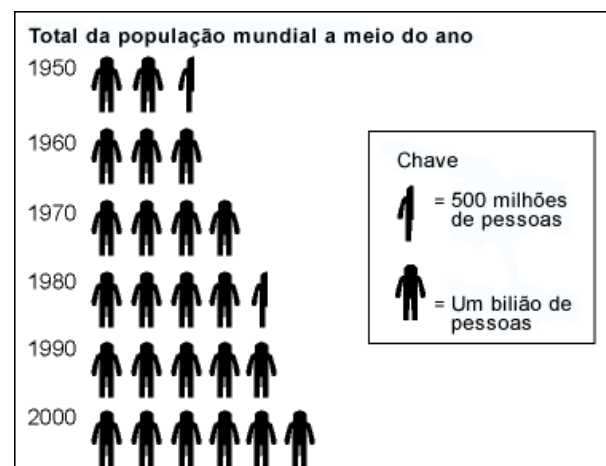 Total da população mundial a meio do ano
1950
1960
1970
1980
1990
2000
Chave
= 500 milhões
de pessoas
= Um bilião de
pessoas